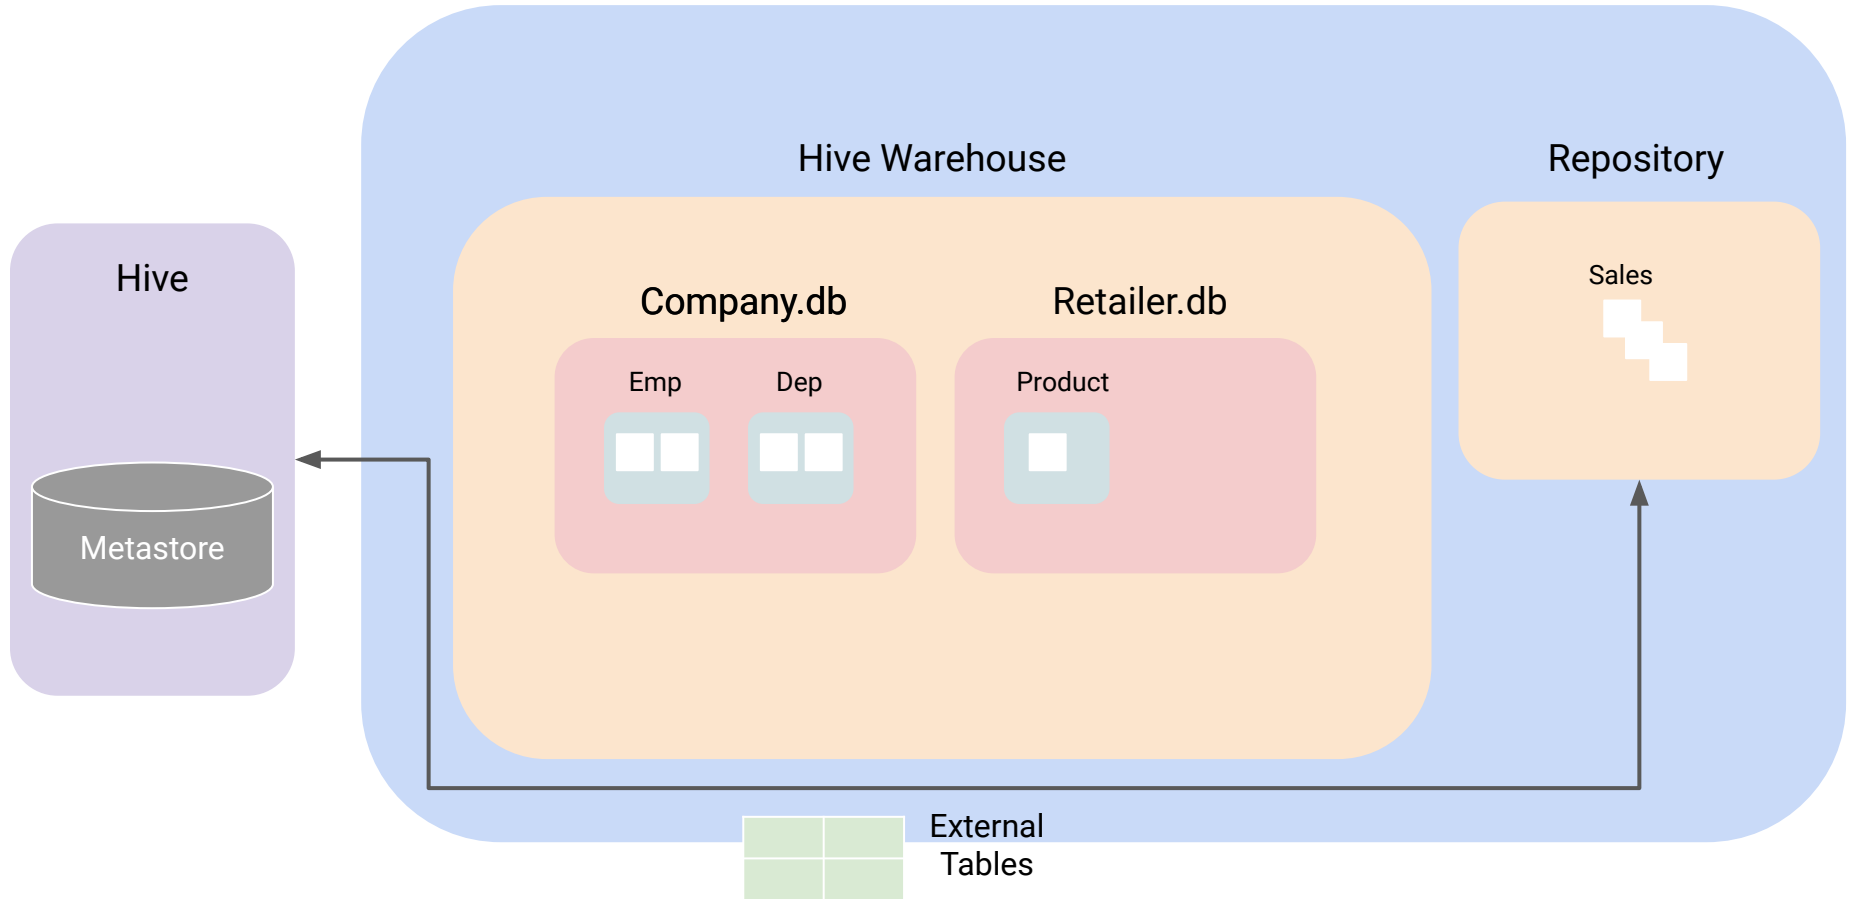 Hive Warehouse
Repository
Hive
Sales
Company.db
Retailer.db
Emp
Dep
Product
Metastore
External
Tables